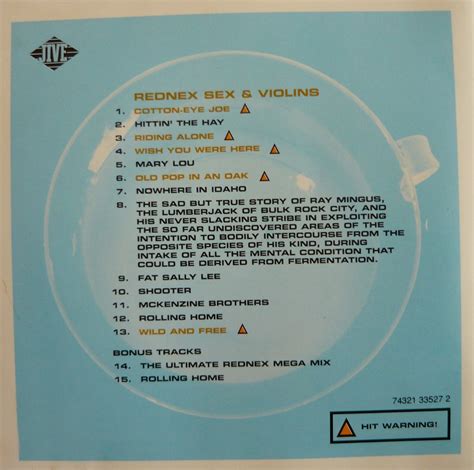 JIVE
REDNEX SEX & VIOLINS
1. COTTON-EYE JOE
2. HITTIN' THE HAY
3. RIDING ALONE
4. WISH YOU WERE HERE
5. MARY LOU
6. OLD POP IN AN OAK
7. NOWHERE IN IDAHO
8. THE SAD BUT TRUE STORY OF RAY MINGUS,
THE LUMBERJACK OF BULK ROCK CITY, AND
HIS NEVER SLACKING STRIBE IN EXPLOITING
THE SO FAR UNDISCOVERED AREAS OF THE
INTENTION TO BODILY INTERCOURSE FROM THE
OPPOSITE SPECIES OF HIS KIND, DURING
INTAKE OF ALL THE MENTAL CONDITION THAT
COULD BE DERIVED FROM FERMENTATION.
9. FAT SALLY LEE
10. SHOOTER
11. MCKENZINE BROTHERS
12. ROLLING HOME
13. WILD AND FREE
BONUS TRACKS
14. THE ULTIMATE REDNEX MEGA MIX
15. ROLLING HOME
74321 33527 2
HIT WARNING!